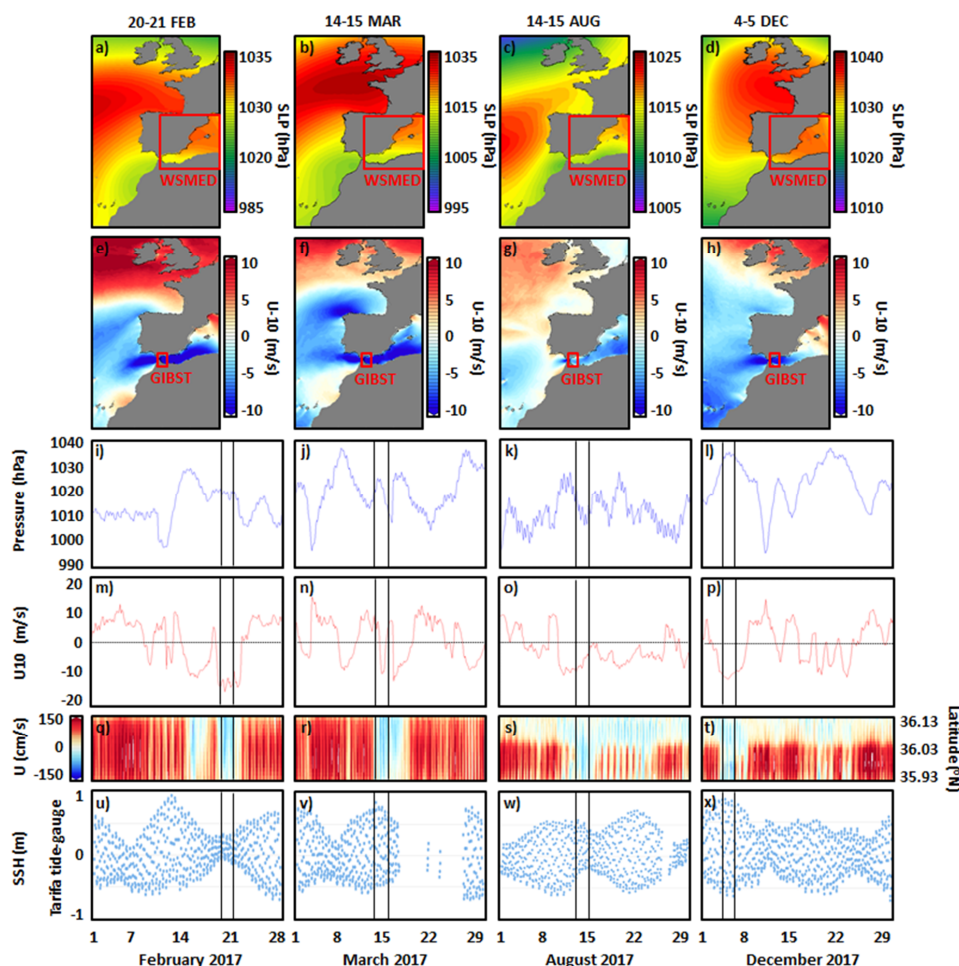 20-21 FEB 14-15 MAR 14-15 AUG 4-5 DEC
a) 1035 1030 1020 985 SLP (hPa) WSMED
b) 1035 1015 1005 995 SLP (hPa) WSMED
c) 1025 1015 1010 1005 SLP (hPa) WSMED
d) 1040 1030 1020 1010 SLP (hPa) WSMED
e) 10 5 0 -5 -10 U-10 (m/s) GIBST
f) 10 5 0 -5 -10 U-10 (m/s) GIBST
g) 10 5 0 -5 -10 U-10 (m/s) GIBST
h) 10 5 0 -5 -10 U-10 (m/s) GIBST
Pressure (hPa) 1040 1030 1020 1010 1000 990
i) j) k) l)
U10 (m/s) 20 10 0 -10 -20
m) n) o) p)
U (cm/s) 150 0 -150
q) r) s) t)
36.13 36.03 35.93 Latitude (ºN)
SSH (m)
Tarifa tide-gauge
1 0 -1
u) v) w) x)
1 7 14 21 28 1 8 15 22 29 1 8 15 22 29 1 8 15 22 29
February 2017 March 2017 August 2017 December 2017